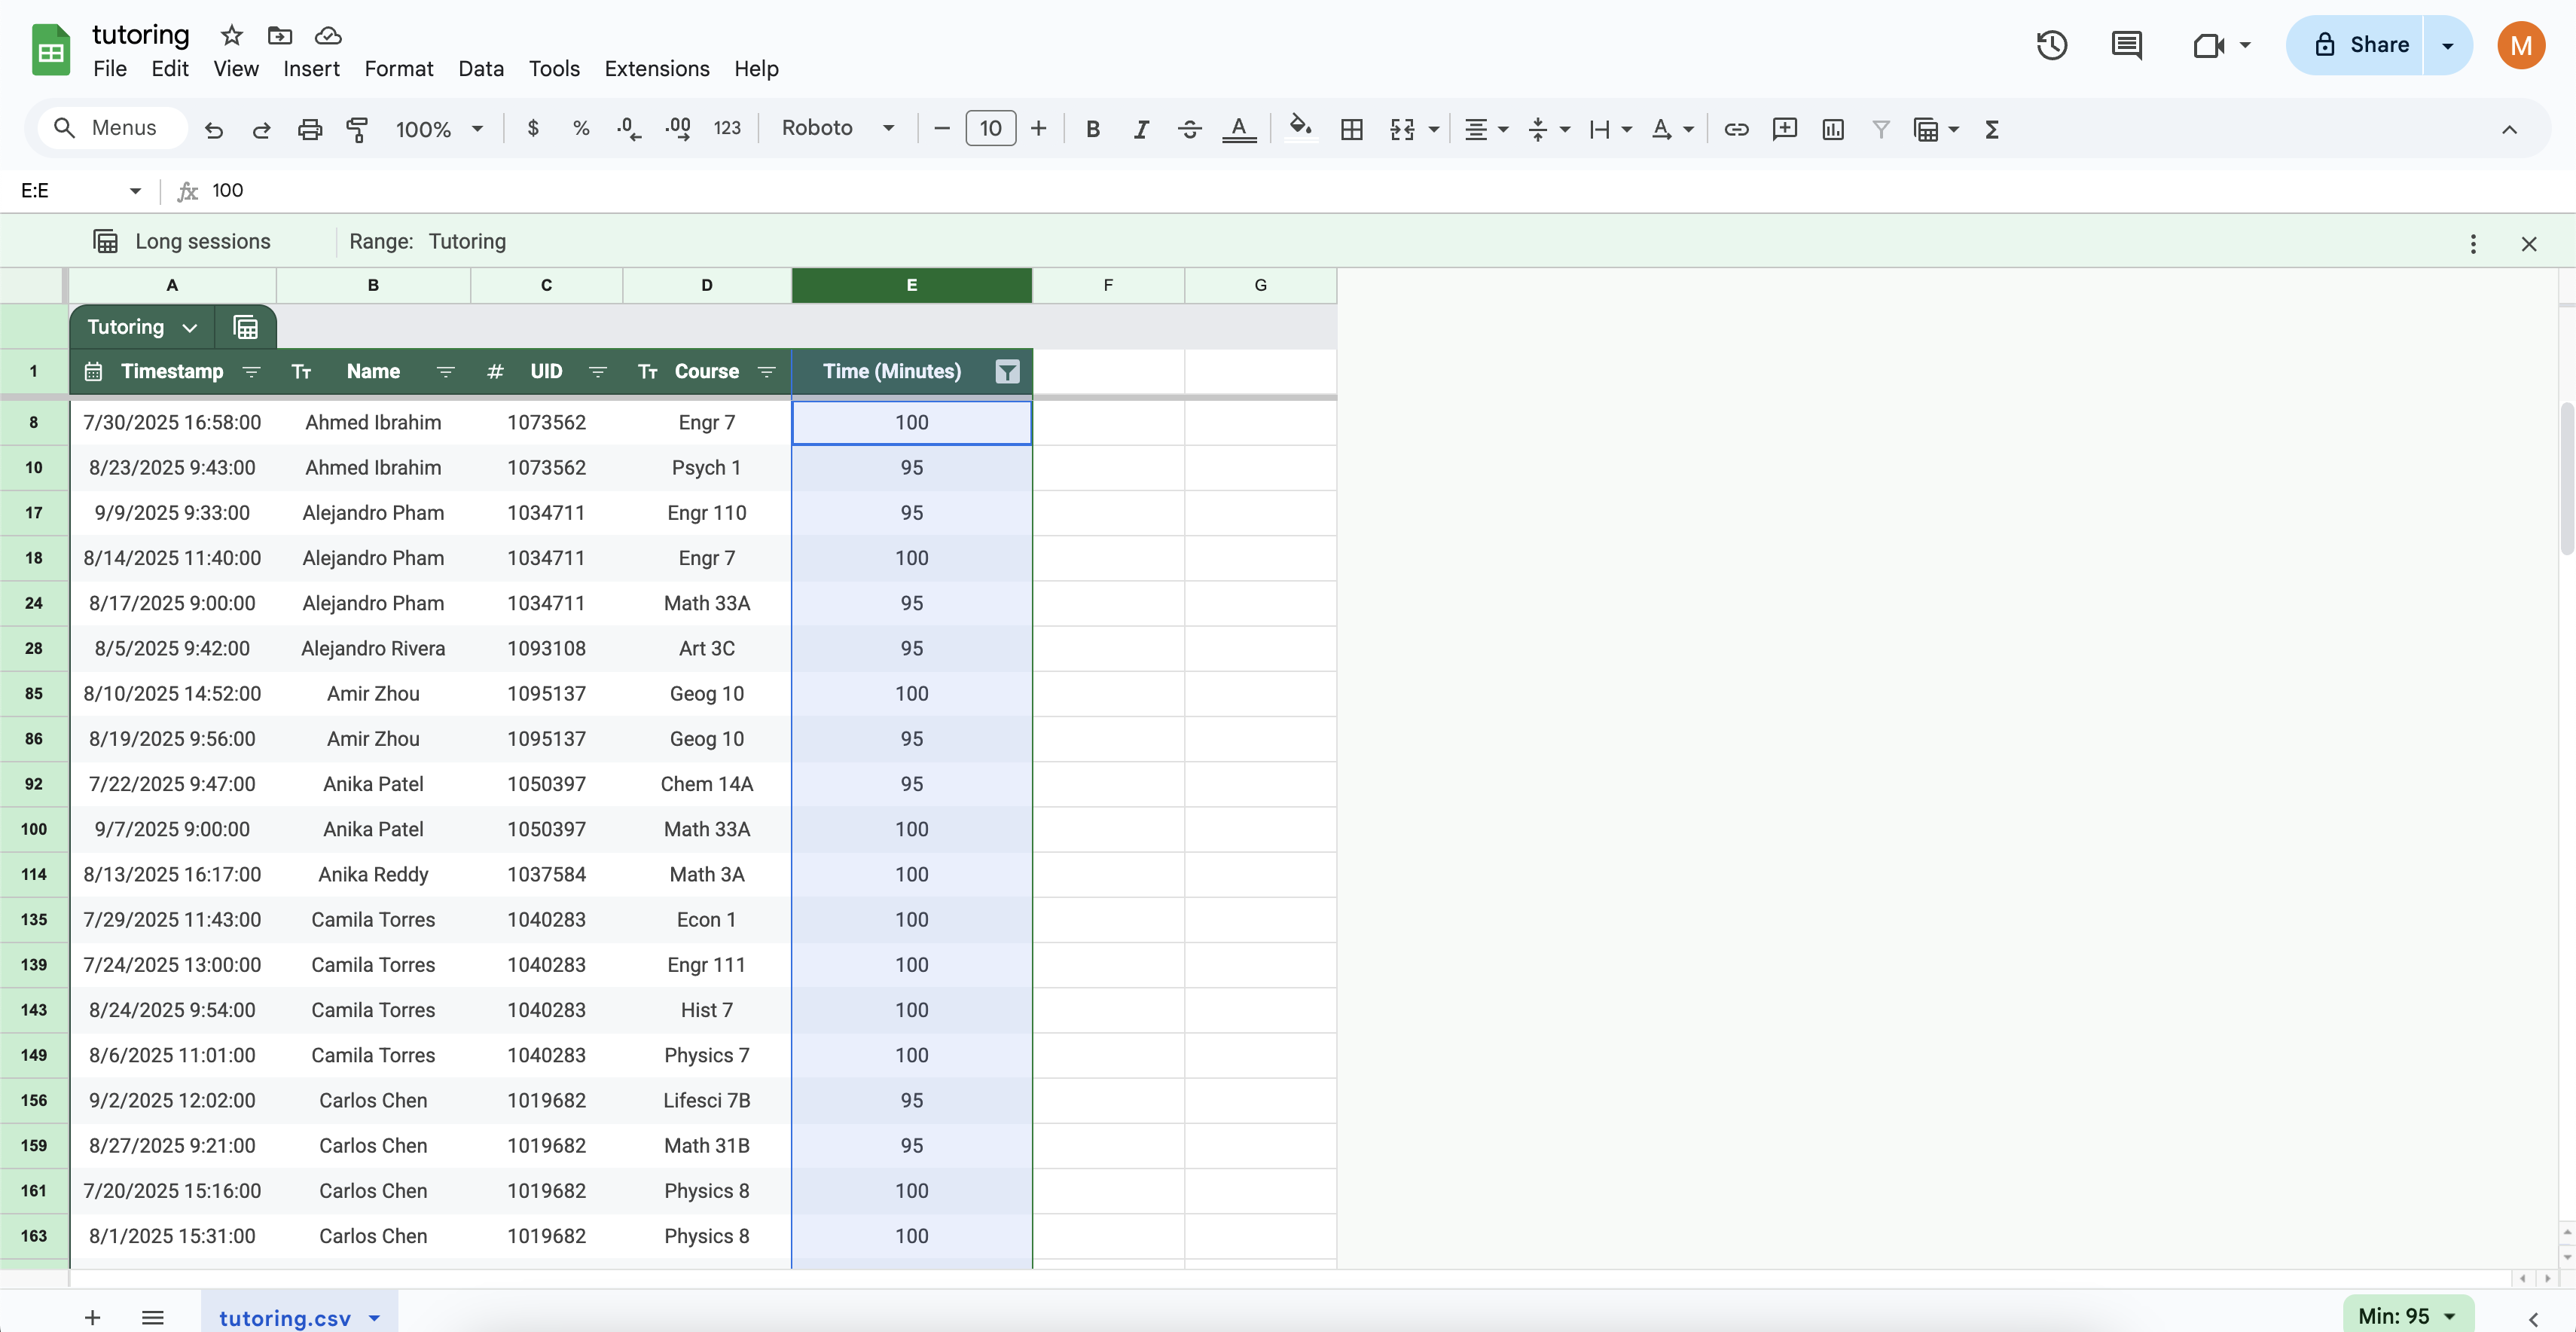 tutoring
File Edit View Insert Format Data Tools Extensions Help
Share
M
Menus 100% $ % .0 .00 123 Roboto 10 B I A
E:E fx 100
Long sessions Range: Tutoring
A B C D E F G
Tutoring
1 Timestamp Tт Name # UID Tт Course Time (Minutes)
8 7/30/2025 16:58:00 Ahmed Ibrahim 1073562 Engr 7 100
10 8/23/2025 9:43:00 Ahmed Ibrahim 1073562 Psych 1 95
17 9/9/2025 9:33:00 Alejandro Pham 1034711 Engr 110 95
18 8/14/2025 11:40:00 Alejandro Pham 1034711 Engr 7 100
24 8/17/2025 9:00:00 Alejandro Pham 1034711 Math 33A 95
28 8/5/2025 9:42:00 Alejandro Rivera 1093108 Art 3C 95
85 8/10/2025 14:52:00 Amir Zhou 1095137 Geog 10 100
86 8/19/2025 9:56:00 Amir Zhou 1095137 Geog 10 95
92 7/22/2025 9:47:00 Anika Patel 1050397 Chem 14A 95
100 9/7/2025 9:00:00 Anika Patel 1050397 Math 33A 100
114 8/13/2025 16:17:00 Anika Reddy 1037584 Math 3A 100
135 7/29/2025 11:43:00 Camila Torres 1040283 Econ 1 100
139 7/24/2025 13:00:00 Camila Torres 1040283 Engr 111 100
143 8/24/2025 9:54:00 Camila Torres 1040283 Hist 7 100
149 8/6/2025 11:01:00 Camila Torres 1040283 Physics 7 100
156 9/2/2025 12:02:00 Carlos Chen 1019682 Lifesci 7B 95
159 8/27/2025 9:21:00 Carlos Chen 1019682 Math 31B 95
161 7/20/2025 15:16:00 Carlos Chen 1019682 Physics 8 100
163 8/1/2025 15:31:00 Carlos Chen 1019682 Physics 8 100
tutoring.csv Min: 95